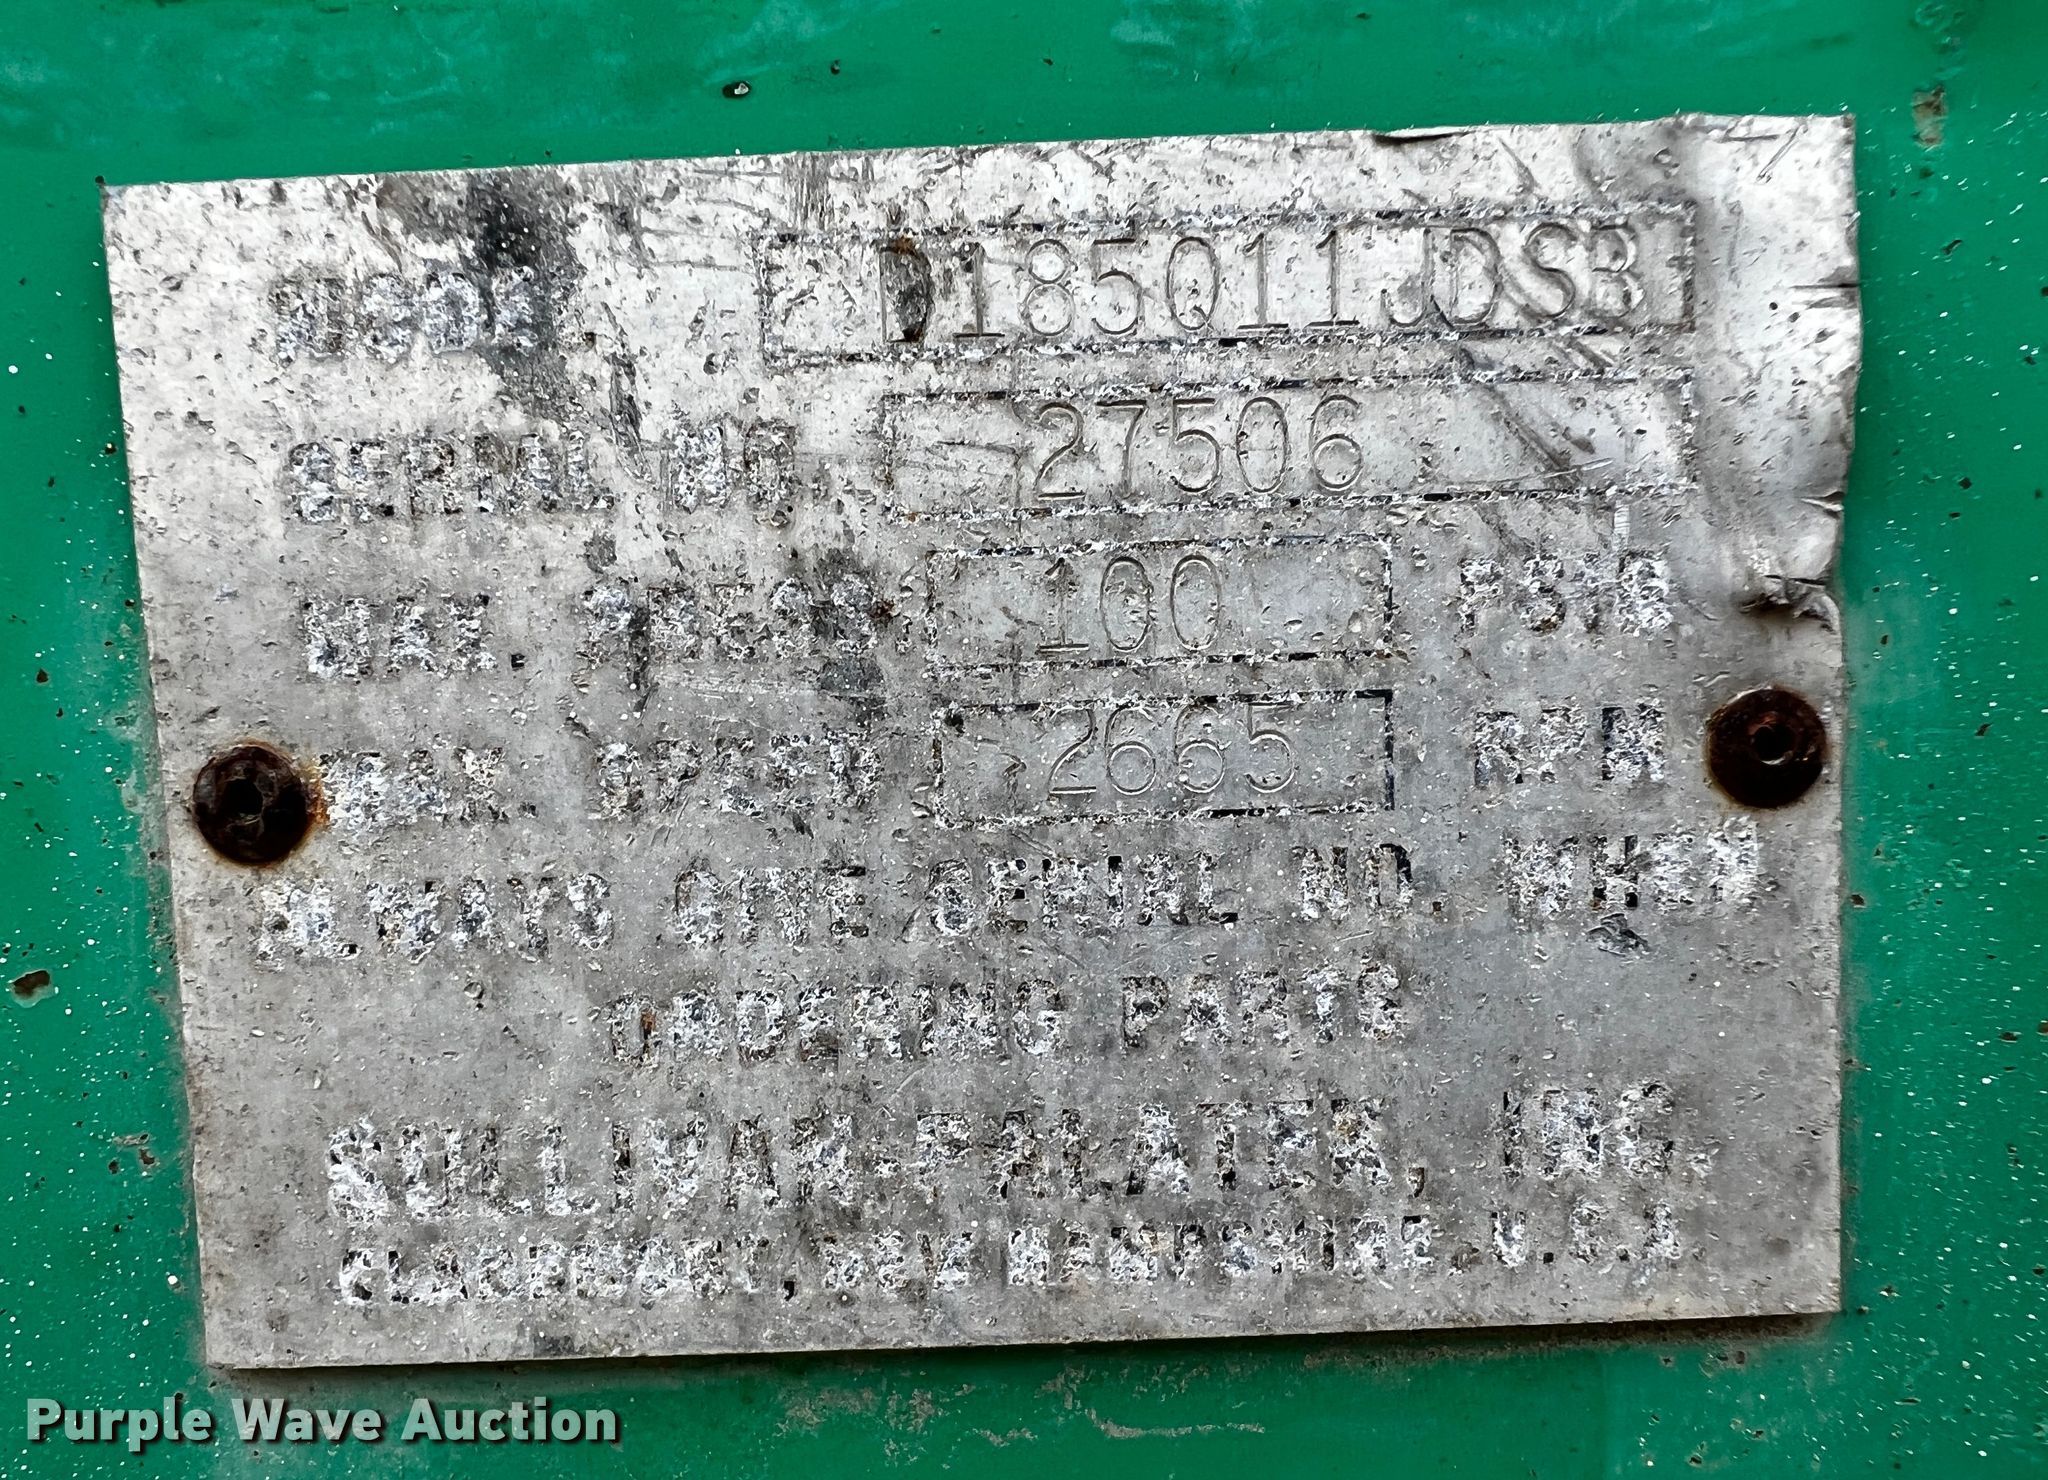 MODEL D185Q11JDSB
SERIAL NO. 27506
MAX. PRESS. 100 PSIG
MAX. SPEED 2665 RPM
ALWAYS GIVE SERIAL NO. WHEN
ORDERING PARTS
SULLIVAN-PALATEK, INC.
CLAREMONT, NEW HAMPSHIRE, U.S.A.
Purple Wave Auction